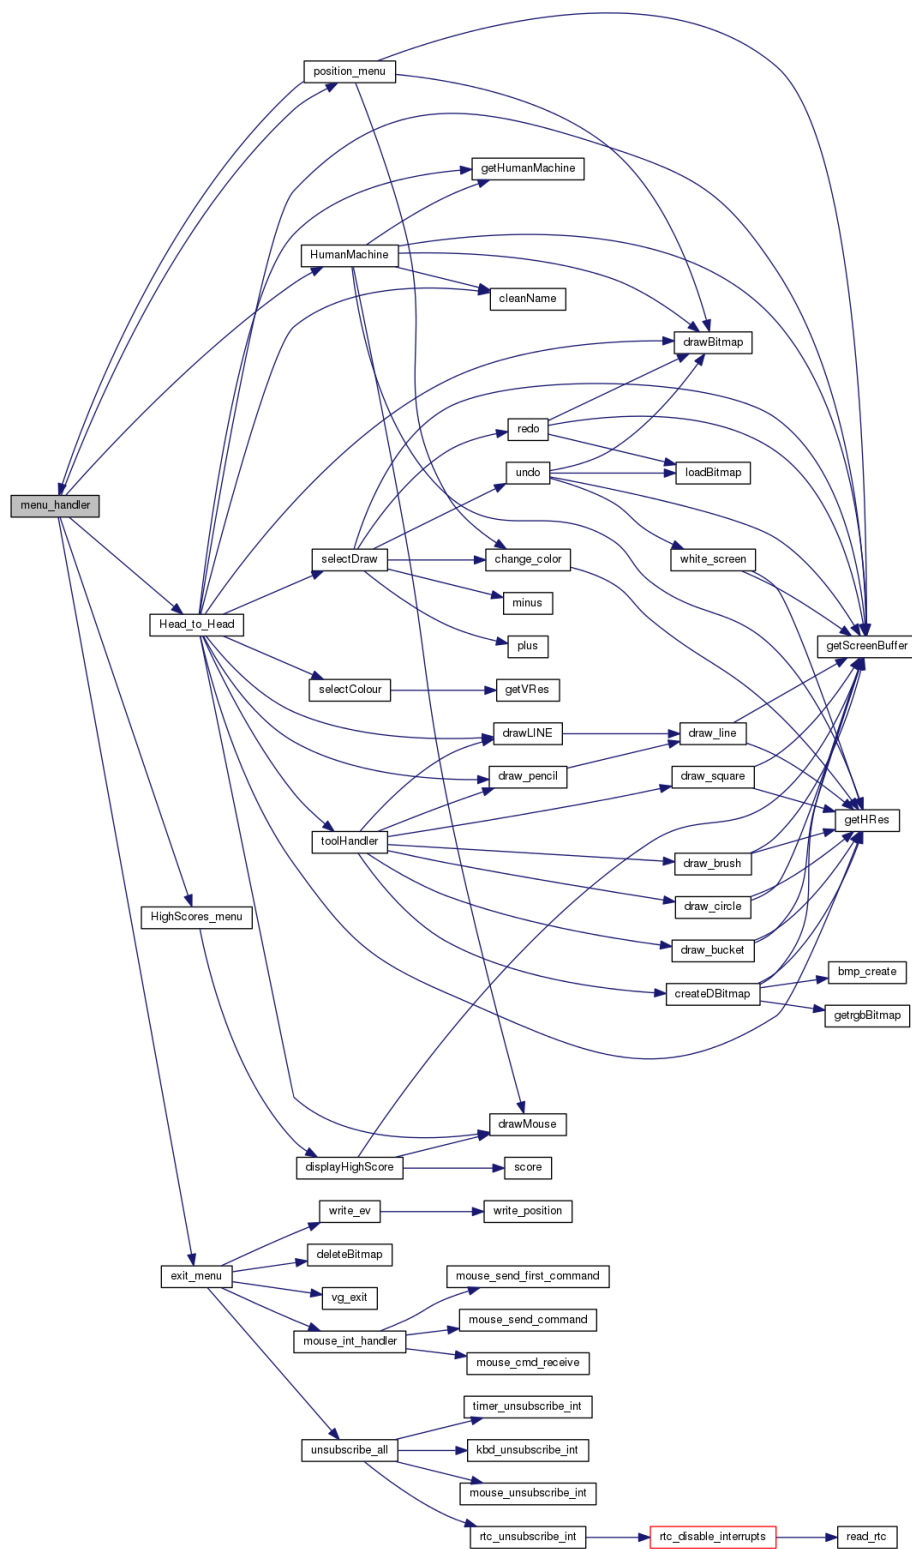 position_menu
getHumanMachine
HumanMachine
cleanName
drawBitmap
redo
undo
loadBitmap
menu_handler
selectDraw
change_color
white_screen
minus
Head_to_Head
plus
getScreenBuffer
selectColour
getVRes
drawLINE
draw_line
draw_pencil
draw_square
toolHandler
getHRes
draw_brush
draw_circle
HighScores_menu
draw_bucket
bmp_create
createDBitmap
getrgbBitmap
drawMouse
displayHighScore
score
write_ev
write_position
deleteBitmap
exit_menu
mouse_send_first_command
vg_exit
mouse_send_command
mouse_int_handler
mouse_cmd_receive
timer_unsubscribe_int
unsubscribe_all
kbd_unsubscribe_int
mouse_unsubscribe_int
rtc_unsubscribe_int
rtc_disable_interrupts
read_rtc